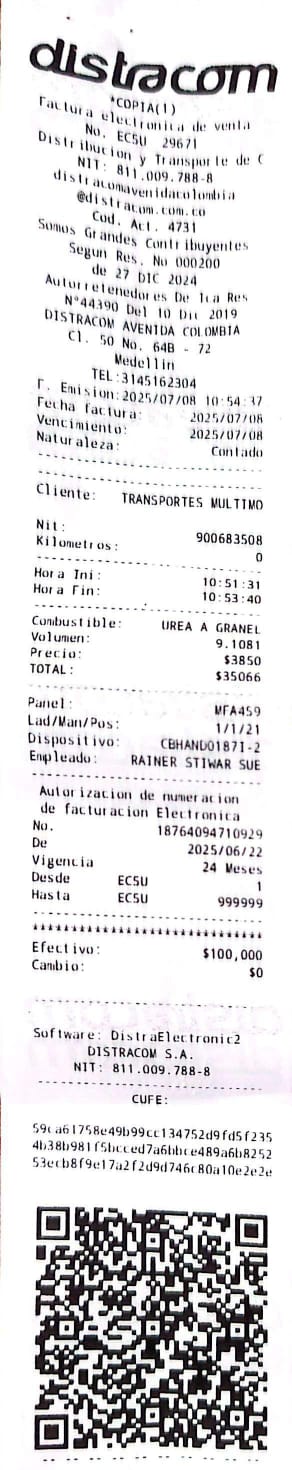 distracom
*COPIA(1)
Factura electronica de venta
No. ECSU 29671
Distribucion y Transporte de C
NIT: 811.009.788-8
distracomavenidacolombia
@distracom.com.co
Cod. Act. 4731
Somos Grandes Contribuyentes
Segun Res. No 000200
de 27 DIC 2024
Autorretenedores De 1ca Res
N°44390 Del 10 Dic 2019
DISTRACOM AVENIDA COLOMBIA
Cl. 50 No. 64B - 72
Medellin
TEL:3145162304
F. Emision:2025/07/08 10:54:37
Fecha factura: 2025/07/08
Vencimiento: 2025/07/08
Naturaleza: Contado
Cliente: TRANSPORTES MULTIMO
Nit: 900683508
Kilometros: 0
Hora Ini: 10:51:31
Hora Fin: 10:53:40
Combustible: UREA A GRANEL
Volumen: 9.1081
Precio: $3850
TOTAL: $35066
Panel: MFA459
Lad/Man/Pos: 1/1/21
Dispositivo: CBHAND01871-2
Empleado: RAINER STIWAR SUE
Autorizacion de numeracion
de facturacion Electronica
No. 18764094710929
De 2025/06/22
Vigencia 24 Meses
Desde ECSU 1
Hasta ECSU 999999
******************************
Efectivo: $100,000
Cambio: $0
Software: DistraElectronic2
DISTRACOM S.A.
NIT: 811.009.788-8
CUFE:
59ca61758e49b99cc134752d9fd5f235
4b38b981f5bcced7a6bbce489a6b8252
53ecb8f9e17a2f2d9d746c80a10e2e2e